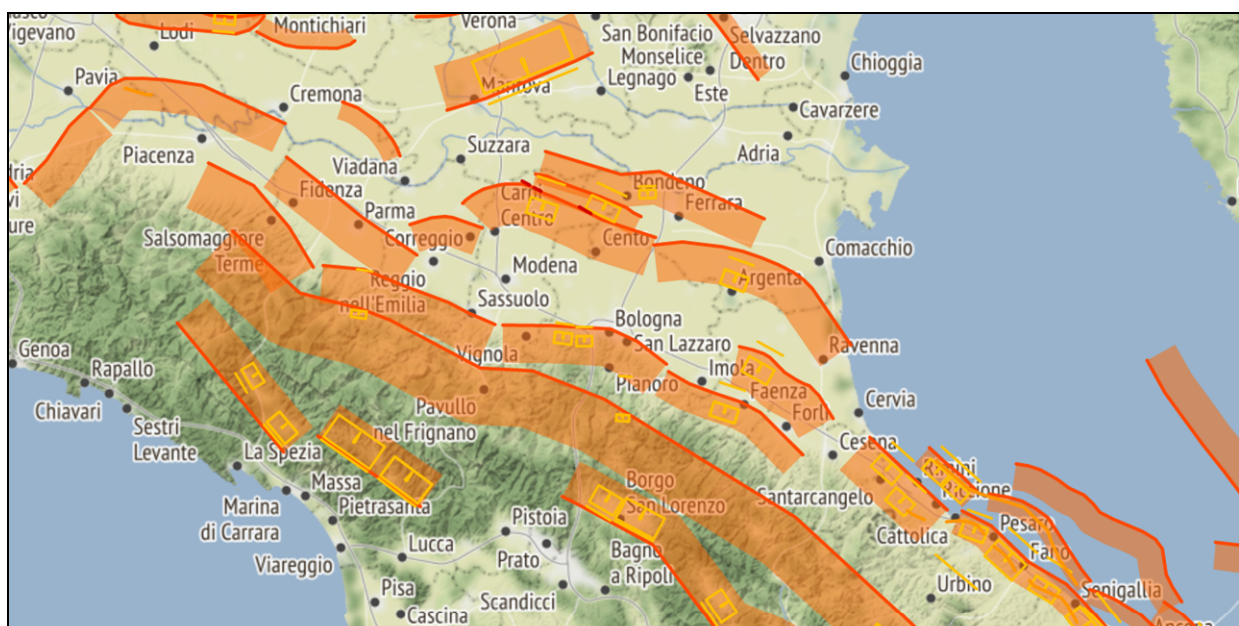 Lodi
Montichiari
Verona
San Bonifacio
Selvazzano
Dentro
Monselice
Legnago
Este
Chioggia
Cavarzere
Pavia
Cremona
Mantova
Piacenza
Viadana
Suzzara
Adria
Fidenza
Parma
Carpi
Centro
Bondeno
Ferrara
Salsomaggiore
Terme
Correggio
Cento
Comacchio
Modena
Argenta
Reggio
nell'Emilia
Sassuolo
Bologna
San Lazzaro
Genoa
Rapallo
Chiavari
Sestri
Levante
Vignola
Pianoro
Imola
Ravenna
Pavullo
nel Frignano
Faenza
Forlì
Cervia
La Spezia
Cesena
Rimini
Riccione
Massa
Pietrasanta
Marina
di Carrara
Borgo
San Lorenzo
Santarcangelo
Cattolica
Pesaro
Fano
Viareggio
Lucca
Pistoia
Prato
Bagno
a Ripoli
Scandicci
Pisa
Cascina
Urbino
Senigallia
Ancona